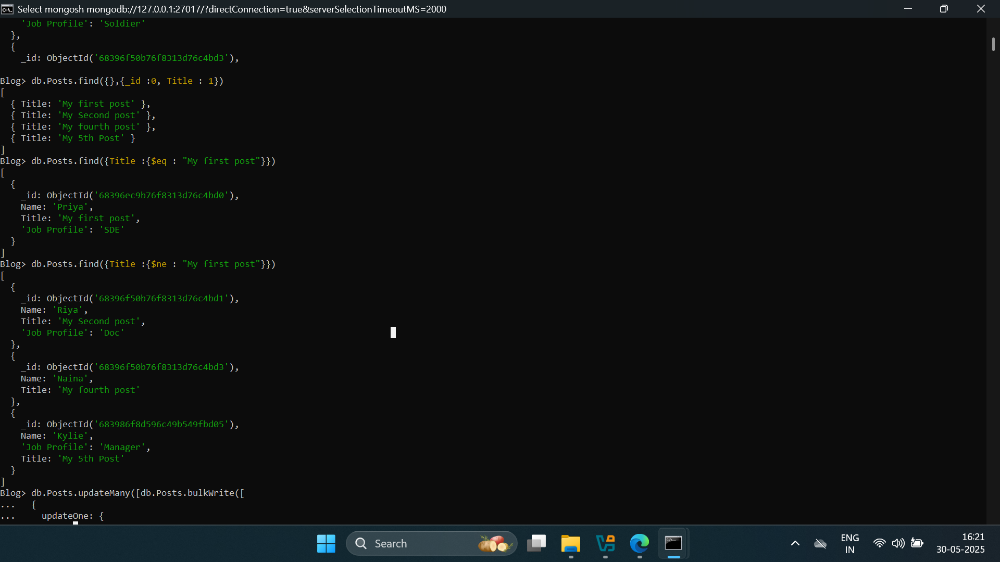 Select mongosh mongodb://127.0.0.1:27017/?directConnection=true&serverSelectionTimeoutMS=2000
    'Job Profile': 'Soldier'
  },
  {
    _id: ObjectId('68396f50b76f8313d76c4bd3'),
Blog> db.Posts.find({},{_id :0, Title : 1})
[
  { Title: 'My first post' },
  { Title: 'My Second post' },
  { Title: 'My fourth post' },
  { Title: 'My 5th Post' }
]
Blog> db.Posts.find({Title :{$eq : "My first post"}})
[
  {
    _id: ObjectId('68396ec9b76f8313d76c4bd0'),
    Name: 'Priya',
    Title: 'My first post',
    'Job Profile': 'SDE'
  }
]
Blog> db.Posts.find({Title :{$ne : "My first post"}})
[
  {
    _id: ObjectId('68396f50b76f8313d76c4bd1'),
    Name: 'Riya',
    Title: 'My Second post',
    'Job Profile': 'Doc'
  },
  {
    _id: ObjectId('68396f50b76f8313d76c4bd3'),
    Name: 'Naina',
    Title: 'My fourth post'
  },
  {
    _id: ObjectId('683986f8d596c49b549fbd05'),
    Name: 'Kylie',
    'Job Profile': 'Manager',
    Title: 'My 5th Post'
  }
]
Blog> db.Posts.updateMany([db.Posts.bulkWrite([
...   {
...     updateOne: {
Search
ENG
IN
16:21
30-05-2025